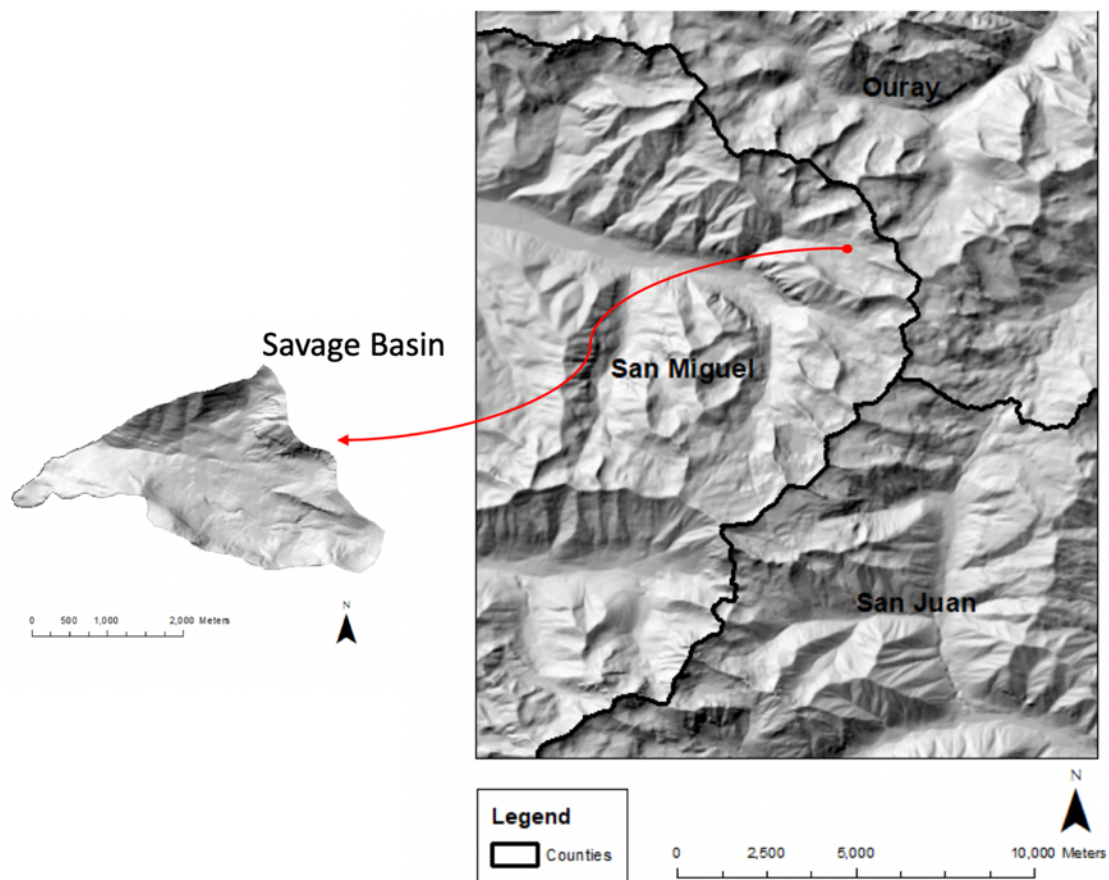 Ouray
Savage Basin
San Miguel
San Juan
N
0 500 1,000 2,000 Meters
N
Legend
Counties
0 2,500 5,000 10,000 Meters